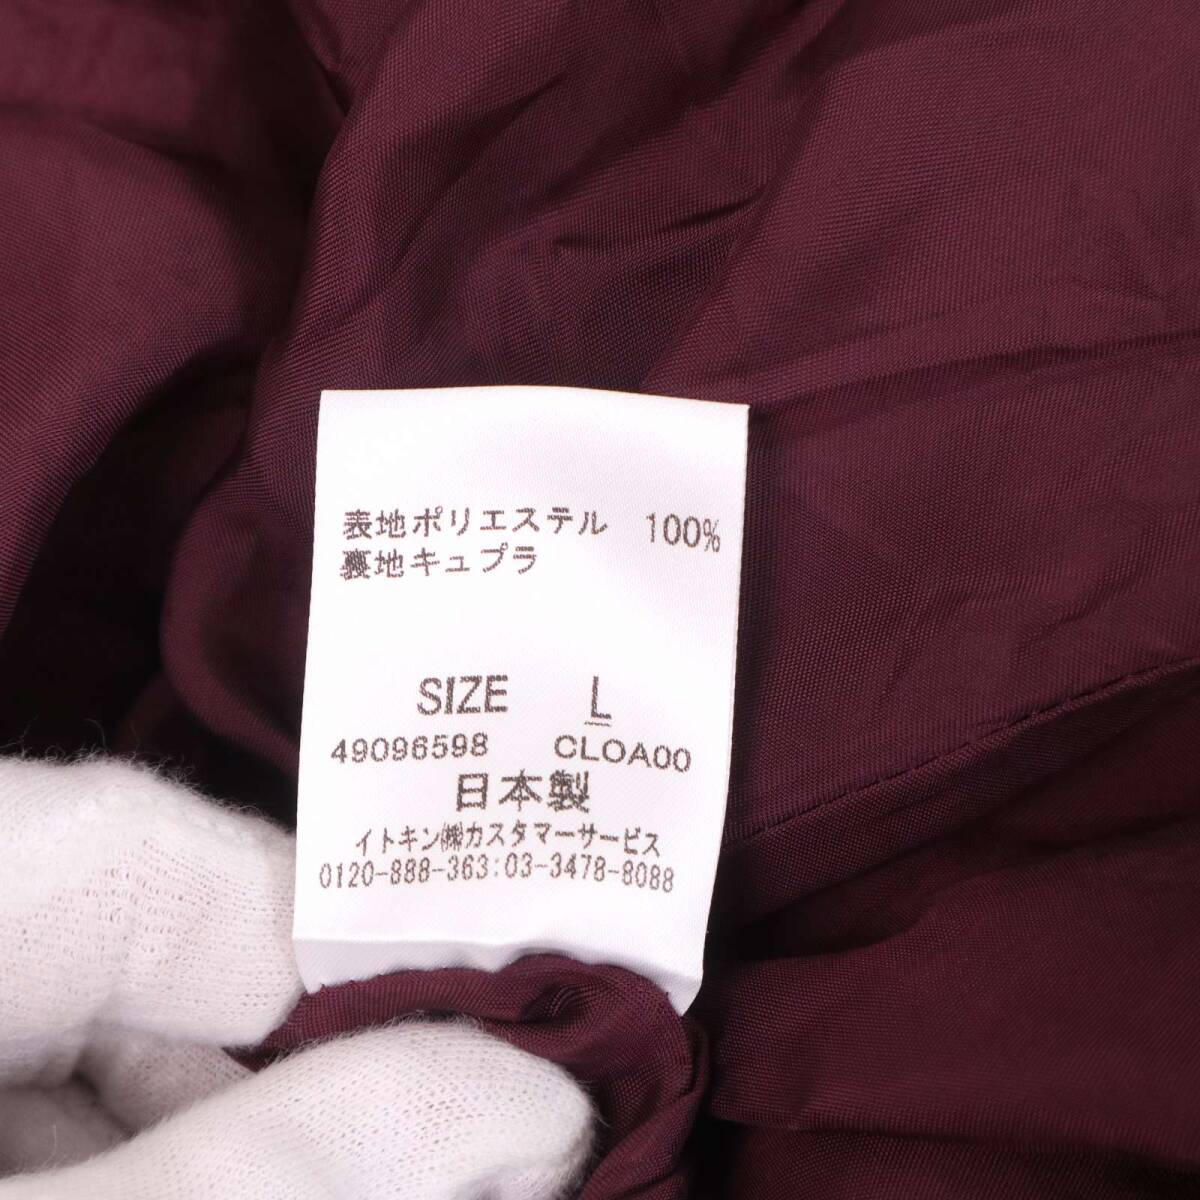 表地ポリエステル 100%
裏地キュプラ
SIZE L
49096598 CLOA00
日本製
イトキン㈱カスタマーサービス
0120-888-363:03-3478-8088